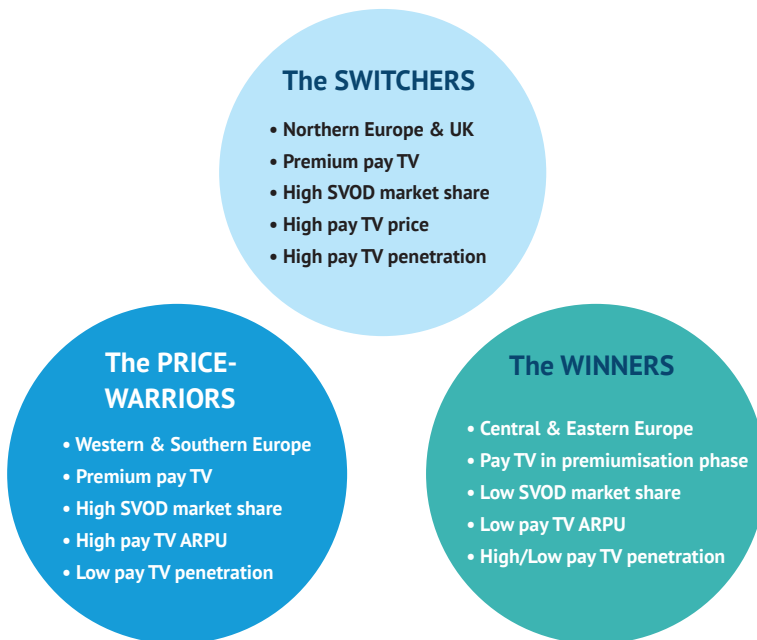 The SWITCHERS
• Northern Europe & UK
• Premium pay TV
• High SVOD market share
• High pay TV price
• High pay TV penetration
The PRICE-
WARRIORS
• Western & Southern Europe
• Premium pay TV
• High SVOD market share
• High pay TV ARPU
• Low pay TV penetration
The WINNERS
• Central & Eastern Europe
• Pay TV in premiumisation phase
• Low SVOD market share
• Low pay TV ARPU
• High/Low pay TV penetration